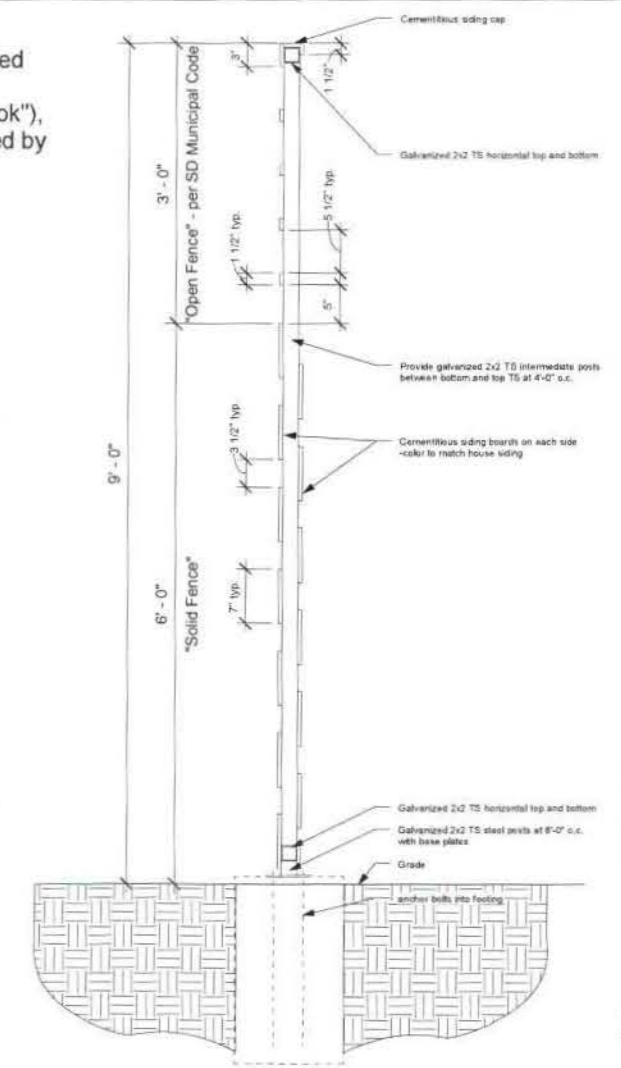 ed
ok"),
ed by
Cementitious siding cap
3"
1 1/2"
Galvanized 2x2 TS horizontal top and bottom
3' - 0"
"Open Fence" - per SD Municipal Code
5 1/2" typ.
1 1/2" typ.
5"
Provide galvanized 2x2 TS intermediate posts
between bottom and top TS at 4'-0" o.c.
3 1/2" typ.
Cementitious siding boards on each side
-color to match house siding
9' - 0"
6' - 0"
"Solid Fence"
7" typ.
Galvanized 2x2 TS horizontal top and bottom
Galvanized 2x2 TS steel posts at 8'-0" o.c.
with base plates
Grade
anchor bolts into footing